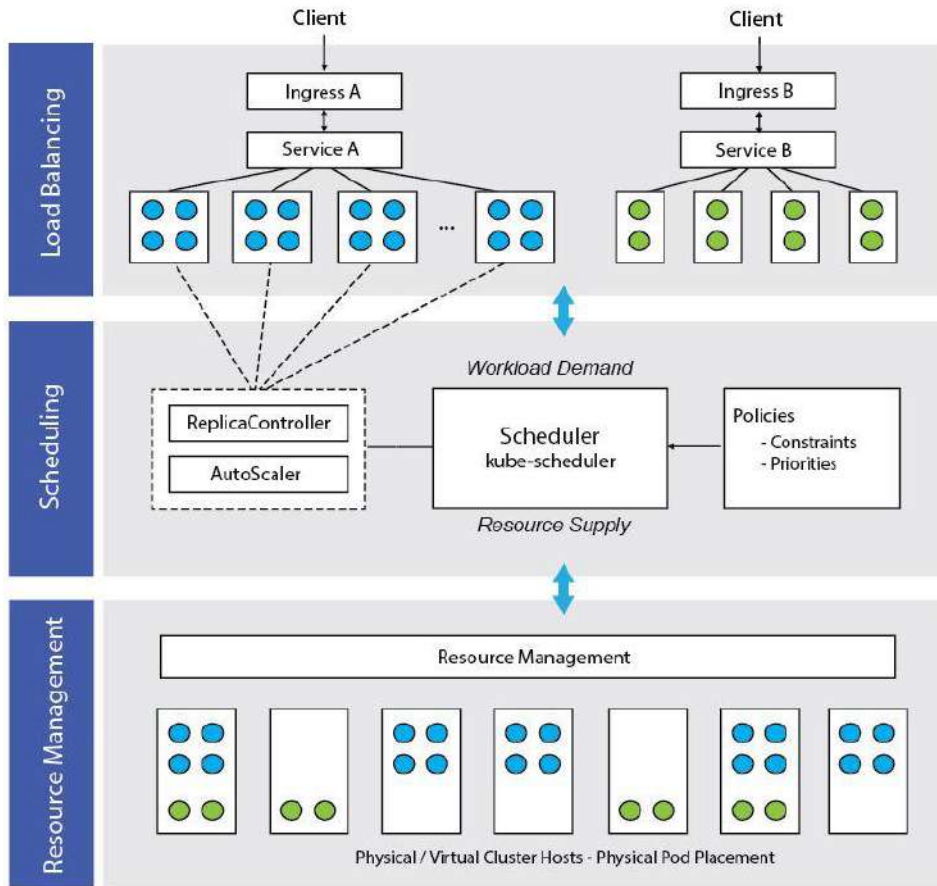 Client
Client
Load Balancing
Ingress A
Ingress B
Service A
Service B
...
Scheduling
Workload Demand
ReplicaController
AutoScaler
Scheduler
kube-scheduler
Policies
- Constraints
- Priorities
Resource Supply
Resource Management
Resource Management
Physical / Virtual Cluster Hosts - Physical Pod Placement